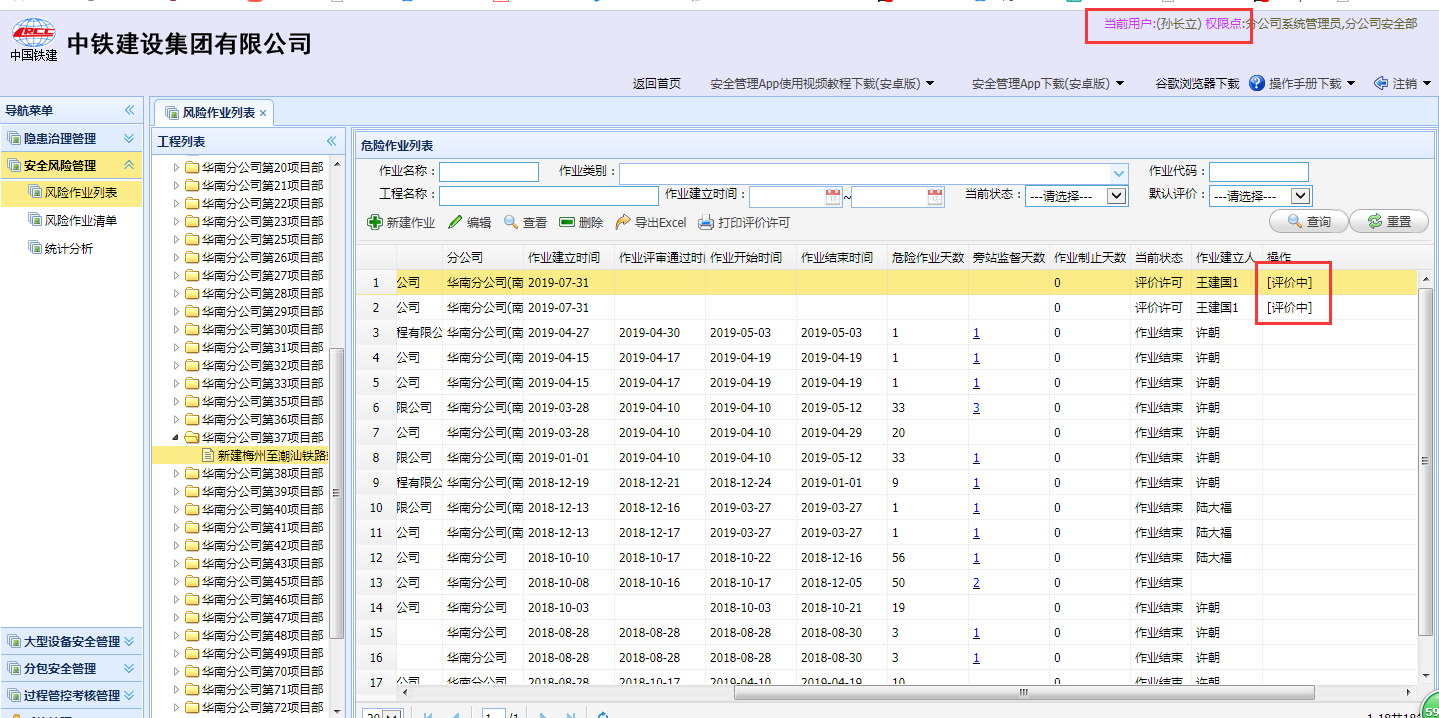 当前用户:(孙长立) 权限点:分公司系统管理员,分公司安全部
中国铁建
中铁建设集团有限公司
返回首页 安全管理App使用视频教程下载(安卓版) 安全管理App下载(安卓版) 谷歌浏览器下载 操作手册下载 注销
导航菜单
隐患治理管理
安全风险管理
风险作业列表
风险作业清单
统计分析
大型设备安全管理
分包安全管理
过程管控考核管理
风险作业列表
工程列表
华南分公司第20项目部
华南分公司第21项目部
华南分公司第22项目部
华南分公司第23项目部
华南分公司第25项目部
华南分公司第26项目部
华南分公司第27项目部
华南分公司第28项目部
华南分公司第29项目部
华南分公司第30项目部
华南分公司第31项目部
华南分公司第32项目部
华南分公司第33项目部
华南分公司第35项目部
华南分公司第36项目部
华南分公司第37项目部
新建梅州至潮汕铁路
华南分公司第38项目部
华南分公司第39项目部
华南分公司第40项目部
华南分公司第41项目部
华南分公司第42项目部
华南分公司第43项目部
华南分公司第45项目部
华南分公司第46项目部
华南分公司第47项目部
华南分公司第48项目部
华南分公司第49项目部
华南分公司第70项目部
华南分公司第71项目部
华南分公司第72项目部
危险作业列表
作业名称： 作业类别： 作业代码：
工程名称： 作业建立时间： ~ 当前状态： ---请选择--- 默认评价： ---请选择---
新建作业 编辑 查看 删除 导出Excel 打印评价许可 查询 重置
分公司 作业建立时间 作业评审通过时 作业开始时间 作业结束时间 危险作业天数 旁站监督天数 作业制止天数 当前状态 作业建立人 操作
1 公司 华南分公司(南 2019-07-31 0 评价许可 王建国1 [评价中]
2 公司 华南分公司(南 2019-07-31 0 评价许可 王建国1 [评价中]
3 程有限公 华南分公司(南 2019-04-27 2019-04-30 2019-05-03 2019-05-03 1 1 0 作业结束 许朝
4 公司 华南分公司(南 2019-04-15 2019-04-17 2019-04-19 2019-04-19 1 1 0 作业结束 许朝
5 公司 华南分公司(南 2019-04-15 2019-04-17 2019-04-19 2019-04-19 1 1 0 作业结束 许朝
6 限公司 华南分公司(南 2019-03-28 2019-04-10 2019-04-10 2019-05-12 33 3 0 作业结束 许朝
7 公司 华南分公司(南 2019-03-28 2019-04-10 2019-04-10 2019-04-29 20 0 作业结束 许朝
8 限公司 华南分公司(南 2019-01-01 2019-04-10 2019-04-10 2019-05-12 33 1 0 作业结束 许朝
9 程有限公 华南分公司(南 2018-12-19 2018-12-21 2018-12-24 2019-01-01 9 1 0 作业结束 许朝
10 限公司 华南分公司(南 2018-12-13 2018-12-16 2019-03-27 2019-03-27 1 1 0 作业结束 陆大福
11 公司 华南分公司(南 2018-12-13 2018-12-17 2019-03-27 2019-03-27 1 1 0 作业结束 陆大福
12 公司 华南分公司 2018-10-10 2018-10-17 2018-10-22 2018-12-16 56 1 0 作业结束 陆大福
13 公司 华南分公司 2018-10-08 2018-10-16 2018-10-17 2018-12-05 50 2 0 作业结束
14 公司 华南分公司 2018-10-03 2018-10-03 2018-10-21 19 0 作业结束 许朝
15 华南分公司 2018-08-28 2018-08-28 2018-08-28 2018-08-30 3 1 0 作业结束 许朝
16 华南分公司 2018-08-28 2018-08-28 2018-08-28 2018-08-30 3 1 0 作业结束 许朝
17 公司 华南分公司 2018-08-28 2018-10-17 2019-04-10 2019-04-19 10 0 作业结束 许朝
20 1 /1
59